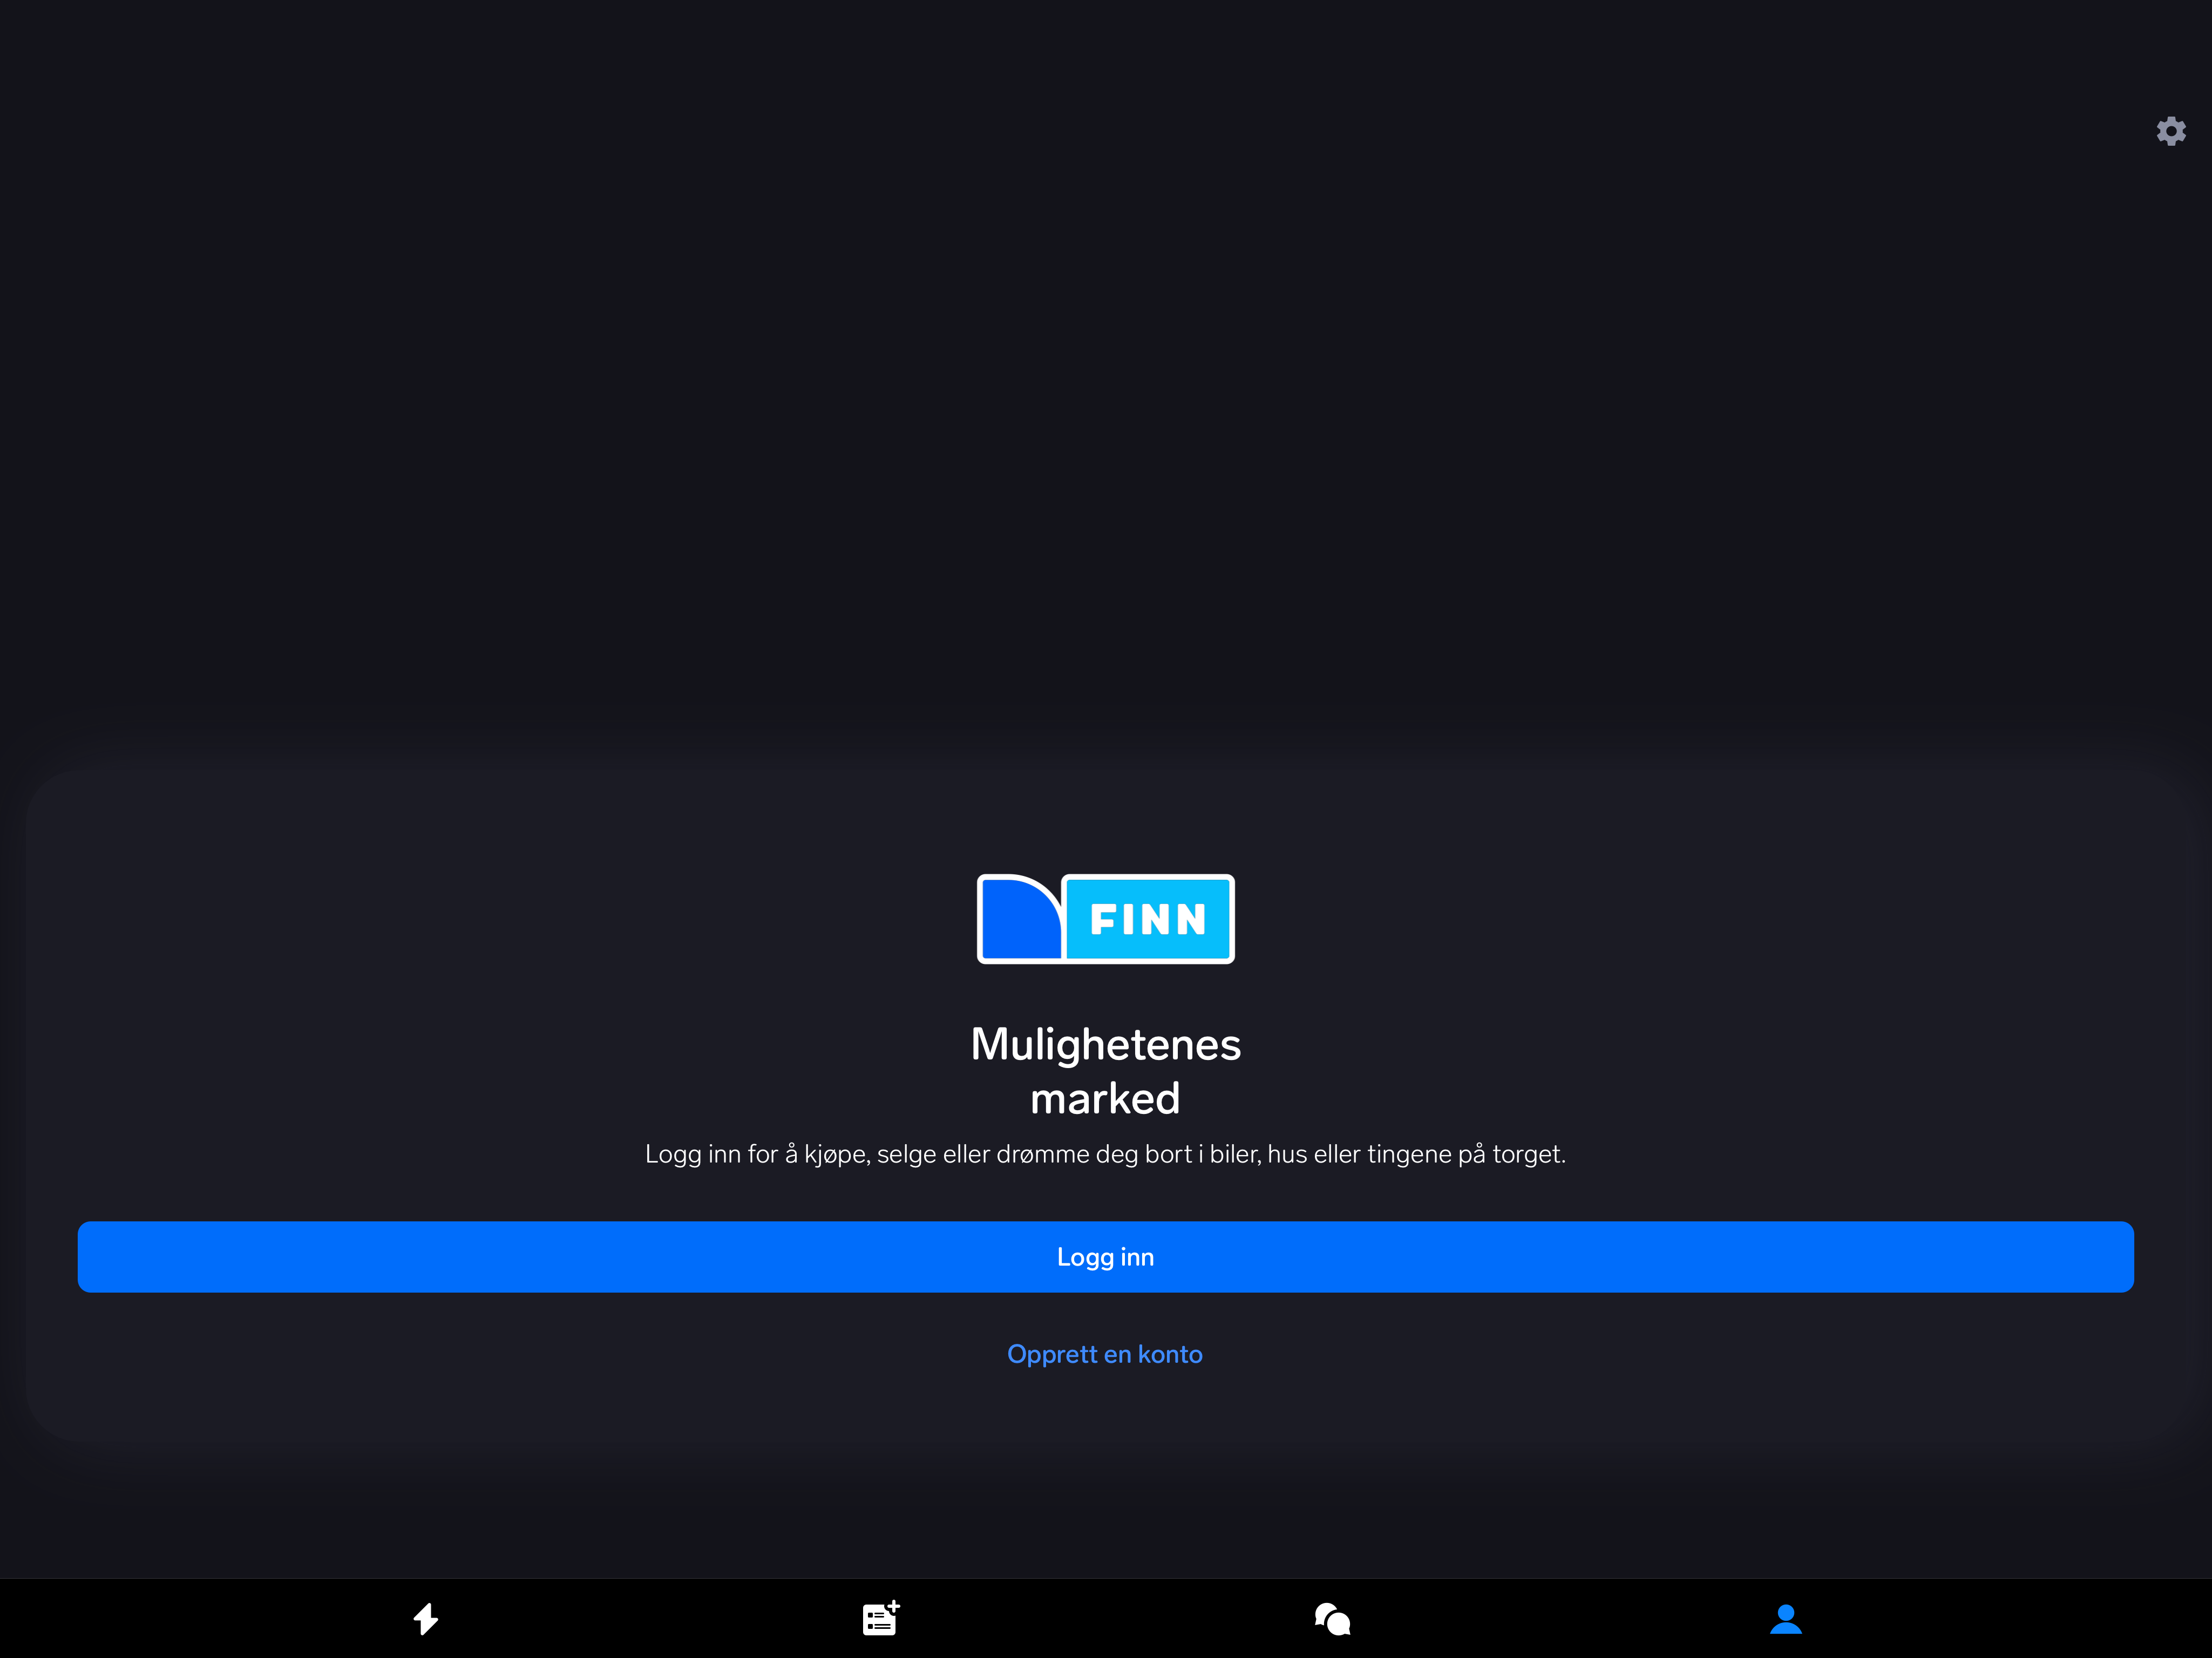 FINN
Mulighetenes
marked
Logg inn for å kjøpe, selge eller drømme deg bort i biler, hus eller tingene på torget.
Logg inn
Opprett en konto